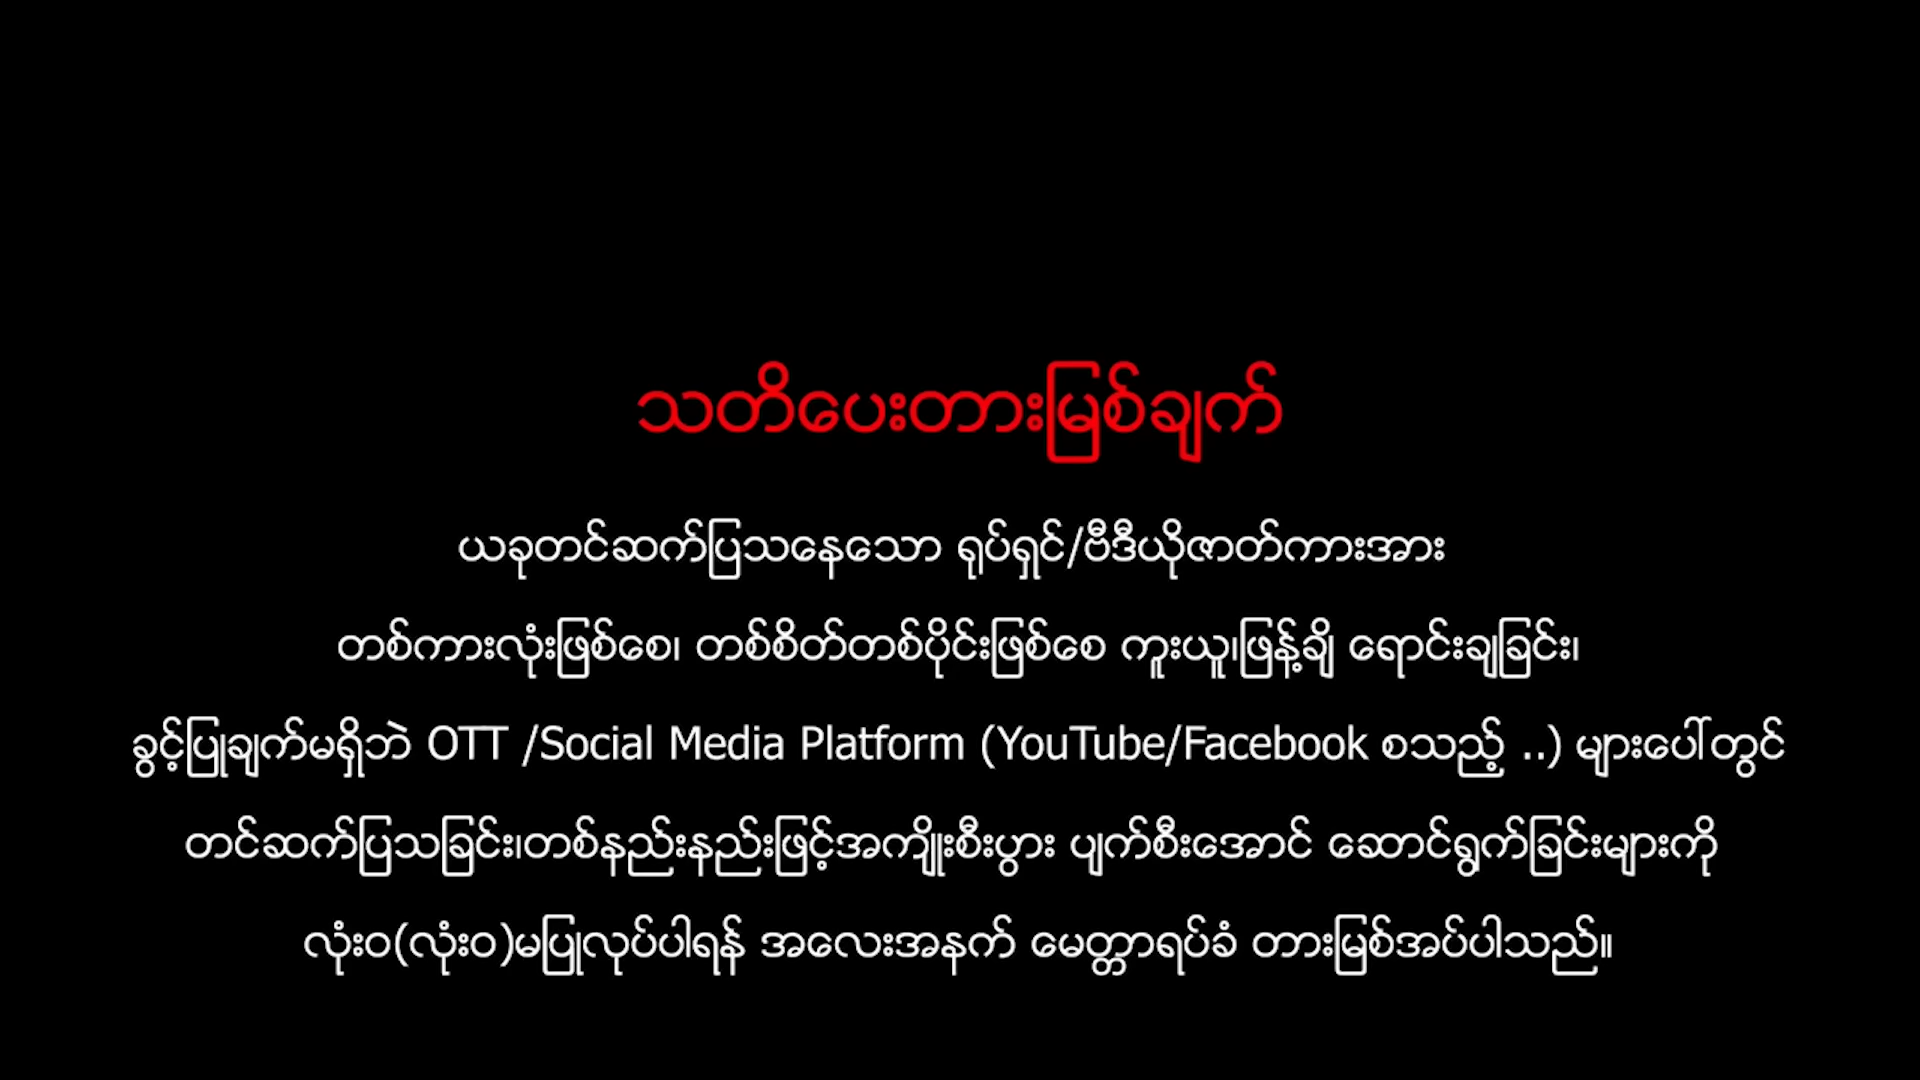 သတိပေးတားမြစ်ချက်
ယခုတင်ဆက်ပြသနေသော ရုပ်ရှင်/ဗီဒီယိုဇာတ်ကားအား
တစ်ကားလုံးဖြစ်စေ၊ တစ်စိတ်တစ်ပိုင်းဖြစ်စေ ကူးယူ၊ဖြန့်ချိ ရောင်းချခြင်း၊
ခွင့်ပြုချက်မရှိဘဲ OTT /Social Media Platform (YouTube/Facebook စသည့် ..) များပေါ်တွင်
တင်ဆက်ပြသခြင်း၊တစ်နည်းနည်းဖြင့်အကျိုးစီးပွား ပျက်စီးအောင် ဆောင်ရွက်ခြင်းများကို
လုံးဝ(လုံးဝ)မပြုလုပ်ပါရန် အလေးအနက် မေတ္တာရပ်ခံ တားမြစ်အပ်ပါသည်။